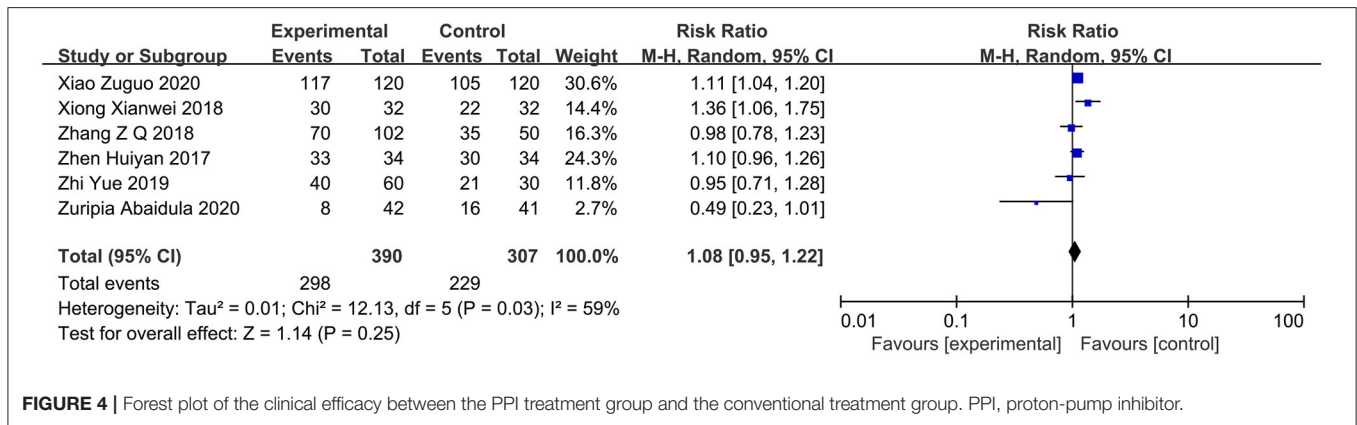 Experimental Control Risk Ratio Risk Ratio
Study or Subgroup Events Total Events Total Weight M-H, Random, 95% CI M-H, Random, 95% CI
Xiao Zuguo 2020 117 120 105 120 30.6% 1.11 [1.04, 1.20]
Xiong Xianwei 2018 30 32 22 32 14.4% 1.36 [1.06, 1.75]
Zhang Z Q 2018 70 102 35 50 16.3% 0.98 [0.78, 1.23]
Zhen Huiyan 2017 33 34 30 34 24.3% 1.10 [0.96, 1.26]
Zhi Yue 2019 40 60 21 30 11.8% 0.95 [0.71, 1.28]
Zuripia Abaidula 2020 8 42 16 41 2.7% 0.49 [0.23, 1.01]
Total (95% CI) 390 307 100.0% 1.08 [0.95, 1.22]
Total events 298 229
Heterogeneity: Tau² = 0.01; Chi² = 12.13, df = 5 (P = 0.03); I² = 59%
Test for overall effect: Z = 1.14 (P = 0.25)
0.01 0.1 1 10 100
Favours [experimental] Favours [control]
FIGURE 4 | Forest plot of the clinical efficacy between the PPI treatment group and the conventional treatment group. PPI, proton-pump inhibitor.